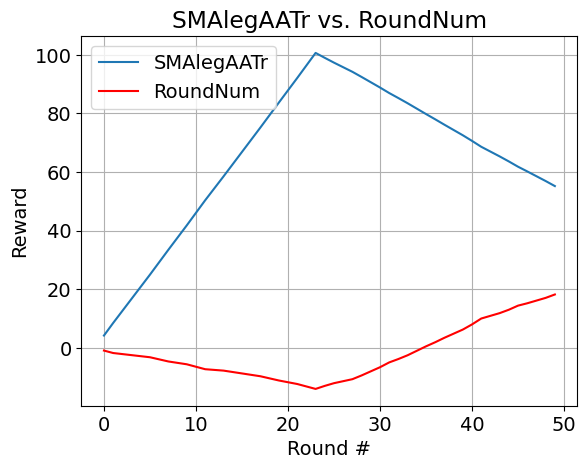 SMAlegAATr vs. RoundNum
SMAlegAATr
RoundNum
Reward
100
80
60
40
20
0
0 10 20 30 40 50
Round #